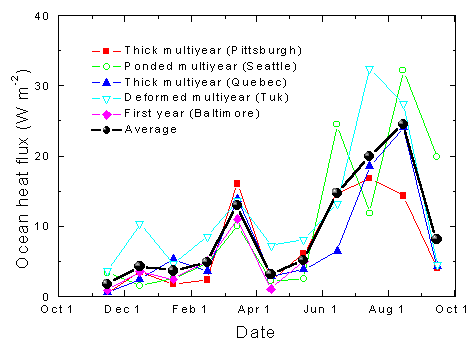 40
30
20
10
0
Ocean heat flux (W m-2)
Thick multiyear (Pittsburgh)
Ponded multiyear (Seattle)
Thick multiyear (Quebec)
Deformed multiyear (Tuk)
First year (Baltimore)
Average
Oct 1 Dec 1 Feb 1 Apr 1 Jun 1 Aug 1 Oct 1
Date